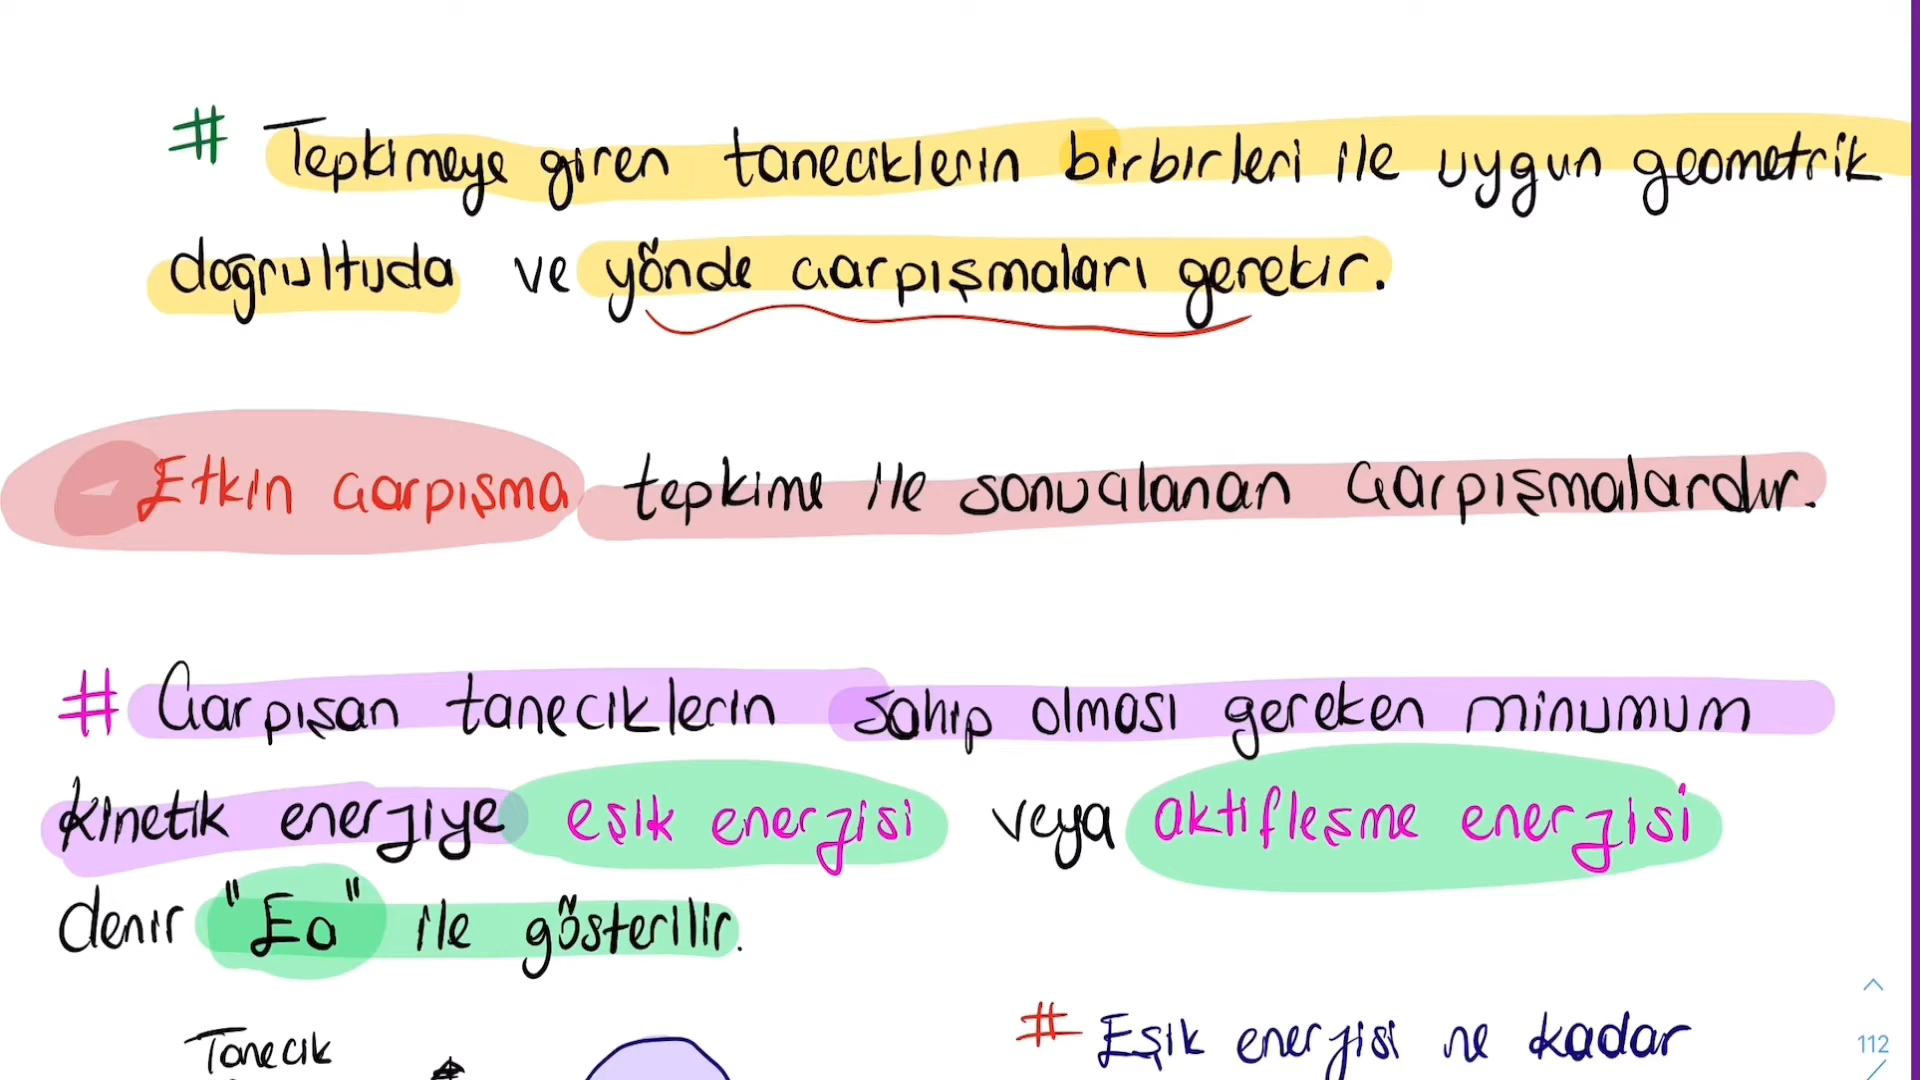 # Tepkimeye giren taneciklerin birbirleri ile uygun geometrik
doğrultuda ve yönde çarpışmaları gerekir.
Etkin çarpışma tepkime ile sonuçlanan çarpışmalardır.
# Çarpışan taneciklerin sahip olması gereken minumum
kinetik enerjiye eşik enerjisi veya aktifleşme enerjisi
denir "Ea" ile gösterilir.
Tanecik
# Eşik enerjisi ne kadar
112